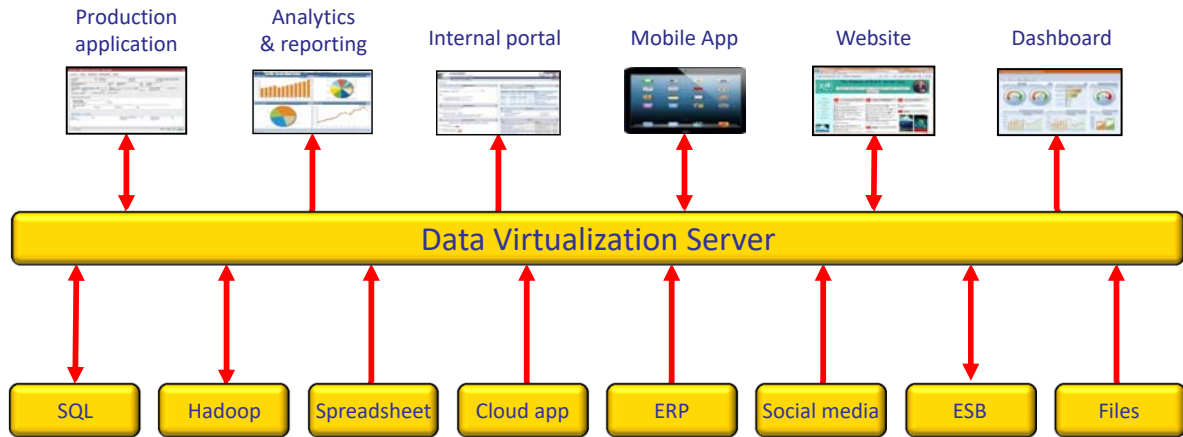 Production
application
Analytics
& reporting
Internal portal
Mobile App
Website
Dashboard
Data Virtualization Server
SQL
Hadoop
Spreadsheet
Cloud app
ERP
Social media
ESB
Files